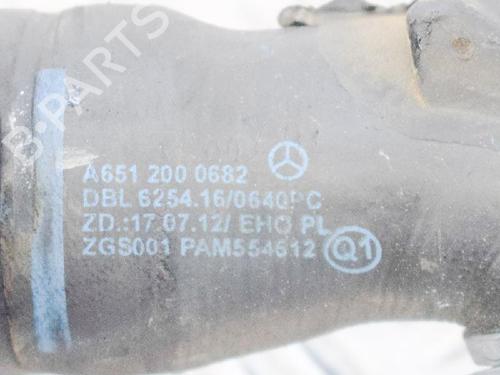 B-PARTS
A651 200 0682
DBL 6254.16/0640PC
ZD.:17.07.12/ EHC PL
ZGS001 PAM554612 Q1